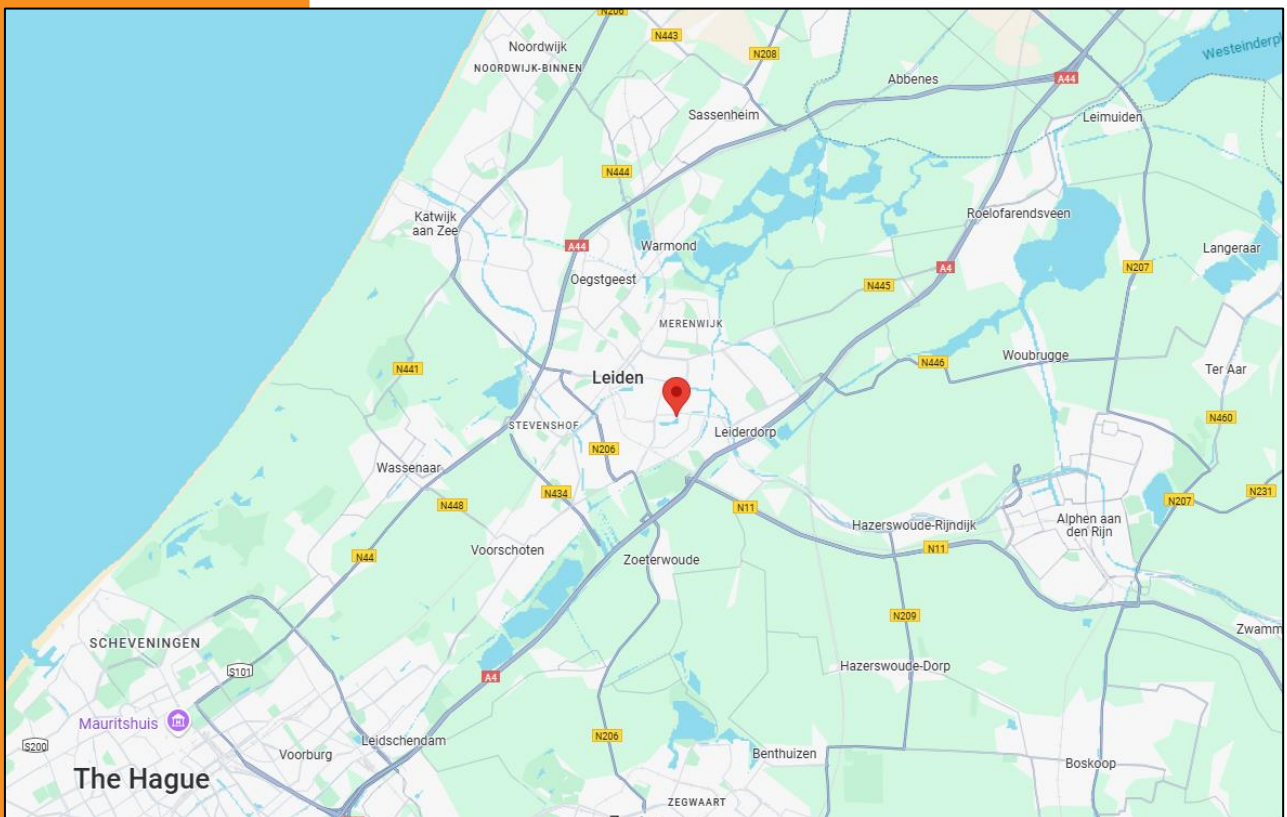 N206
Noordwijk
N443
NOORDWIJK-BINNEN
N208
Westeinderpl
Abbenes
A44
Sassenheim
Leimuiden
N444
Katwijk
aan Zee
Roelofarendsveen
A44
Warmond
Langeraar
Oegstgeest
A4
N207
N445
MERENWIJK
N441
N446
Woubrugge
Ter Aar
Leiden
STEVENSHOF
Leiderdorp
N460
N206
Wassenaar
N448
N434
N231
N207
N11
Hazerswoude-Rijndijk
Alphen aan
den Rijn
N44
Voorschoten
Zoeterwoude
N11
N209
Zwamm
SCHEVENINGEN
S101
A4
Hazerswoude-Dorp
Mauritshuis
S200
Voorburg
Leidschendam
N206
Benthuizen
Boskoop
The Hague
ZEGWAART